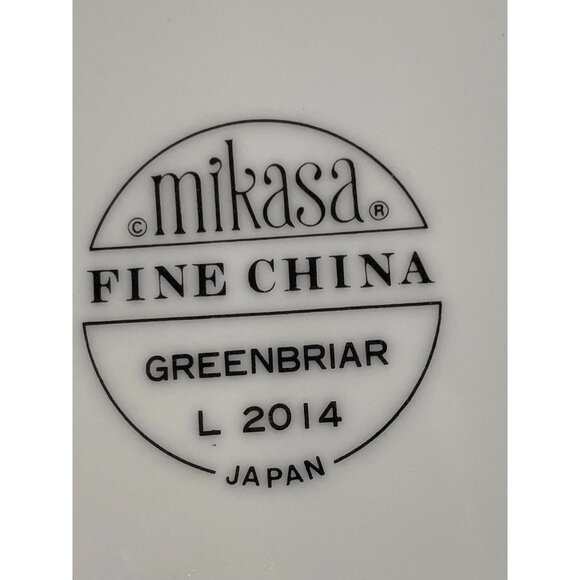 © mikasa ®
FINE CHINA
GREENBRIAR
L 2014
JAPAN